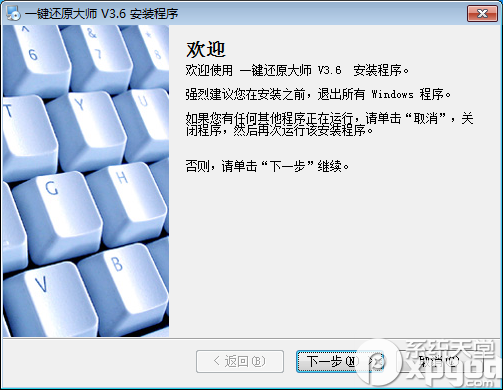 一键还原大师 V3.6 安装程序
欢迎
欢迎使用 一键还原大师 V3.6  安装程序。
强烈建议您在安装之前，退出所有 Windows 程序。
如果您有任何其他程序正在运行，请单击“取消”，关
闭程序，然后再次运行该安装程序。
否则，请单击“下一步”继续。
^
&
*
6
7
8
T
Y
U
G
H
V
B
< 返回(B)
下一步(N)
取消(C)
系统天堂